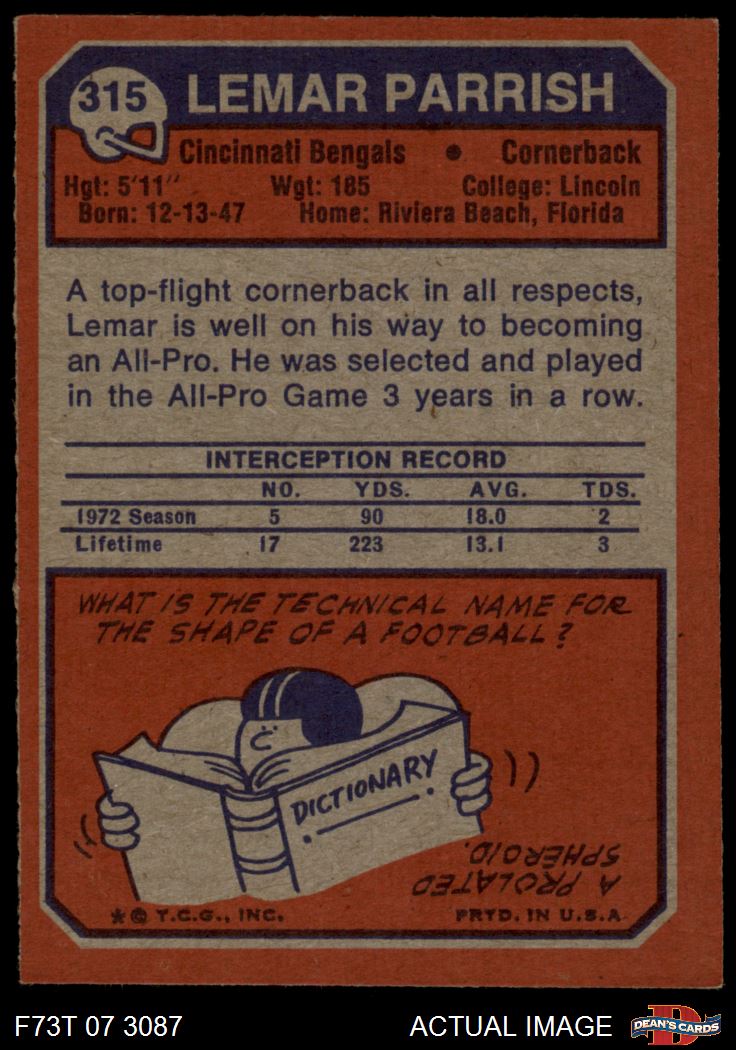 315 LEMAR PARRISH
Cincinnati Bengals • Cornerback
Hgt: 5'11" Wgt: 185 College: Lincoln
Born: 12-13-47 Home: Riviera Beach, Florida
A top-flight cornerback in all respects,
Lemar is well on his way to becoming
an All-Pro. He was selected and played
in the All-Pro Game 3 years in a row.
INTERCEPTION RECORD
NO. YDS. AVG. TDS.
1972 Season 5 90 18.0 2
Lifetime 17 223 13.1 3
WHAT IS THE TECHNICAL NAME FOR
THE SHAPE OF A FOOTBALL?
DICTIONARY
A PROLATED
SPHEROID.
*© T.C.G., INC. PRTD. IN U.S.A.
F73T 07 3087 ACTUAL IMAGE DEAN'S CARDS